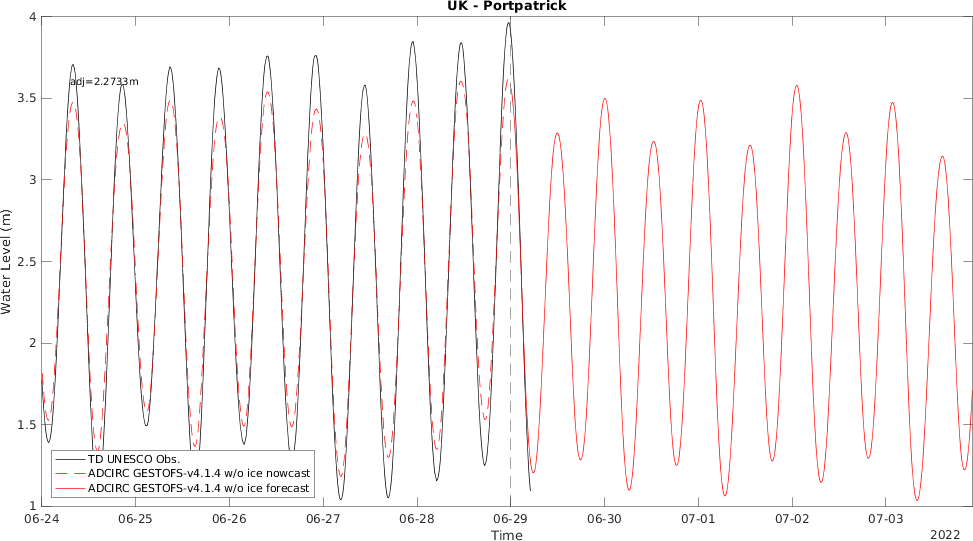 UK - Portpatrick
4
adj=2.2733m
3.5
3
2.5
2
1.5
1
Water Level (m)
TD UNESCO Obs.
ADCIRC GESTOFS-v4.1.4 w/o ice nowcast
ADCIRC GESTOFS-v4.1.4 w/o ice forecast
06-24 06-25 06-26 06-27 06-28 06-29 06-30 07-01 07-02 07-03
Time
2022